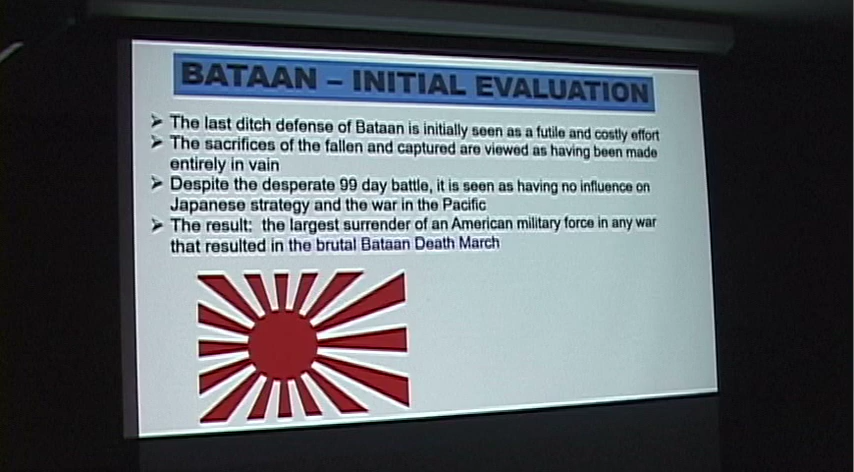 BATAAN – INITIAL EVALUATION
➢ The last ditch defense of Bataan is initially seen as a futile and costly effort
➢ The sacrifices of the fallen and captured are viewed as having been made
entirely in vain
➢ Despite the desperate 99 day battle, it is seen as having no influence on
Japanese strategy and the war in the Pacific
➢ The result: the largest surrender of an American military force in any war
that resulted in the brutal Bataan Death March